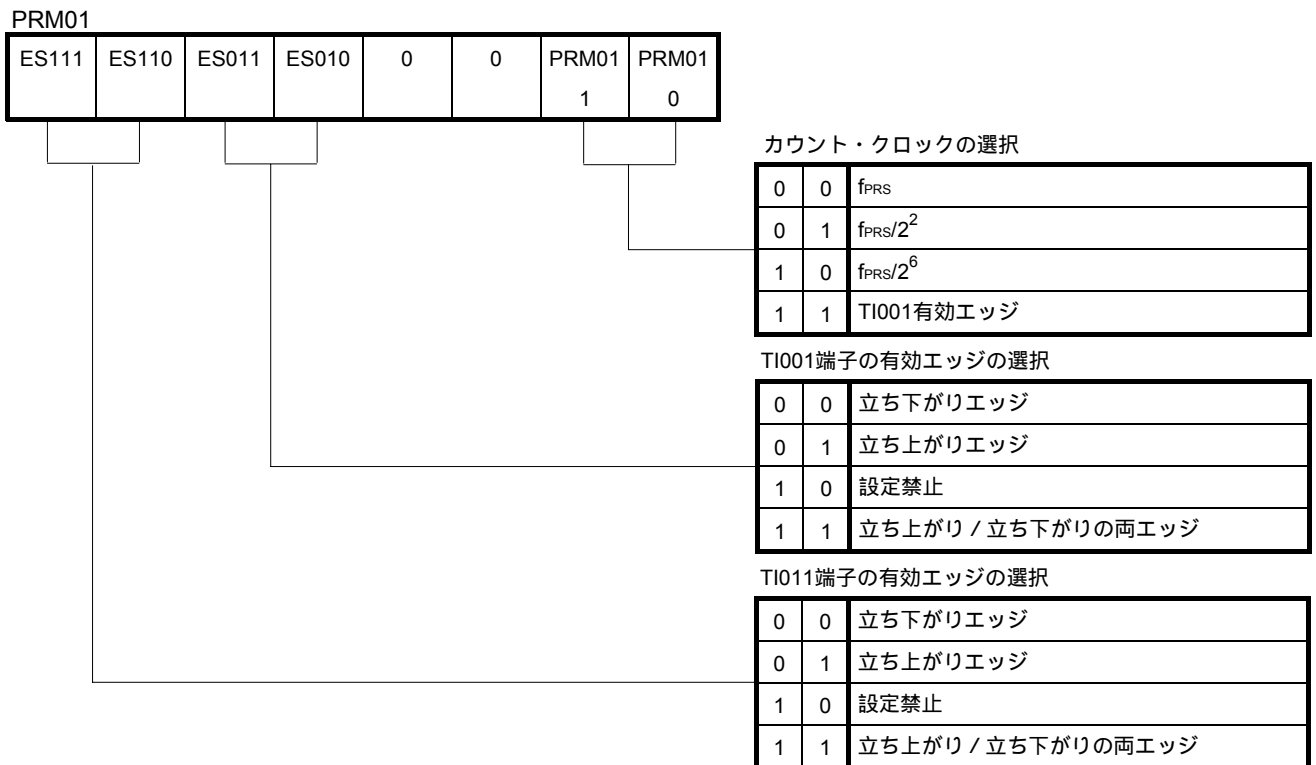 PRM01
ES111 ES110 ES011 ES010 0 0 PRM011 PRM010
カウント・クロックの選択
0 0 fPRS
0 1 fPRS/2^2
1 0 fPRS/2^6
1 1 TI001有効エッジ
TI001端子の有効エッジの選択
0 0 立ち下がりエッジ
0 1 立ち上がりエッジ
1 0 設定禁止
1 1 立ち上がり / 立ち下がりの両エッジ
TI011端子の有効エッジの選択
0 0 立ち下がりエッジ
0 1 立ち上がりエッジ
1 0 設定禁止
1 1 立ち上がり / 立ち下がりの両エッジ